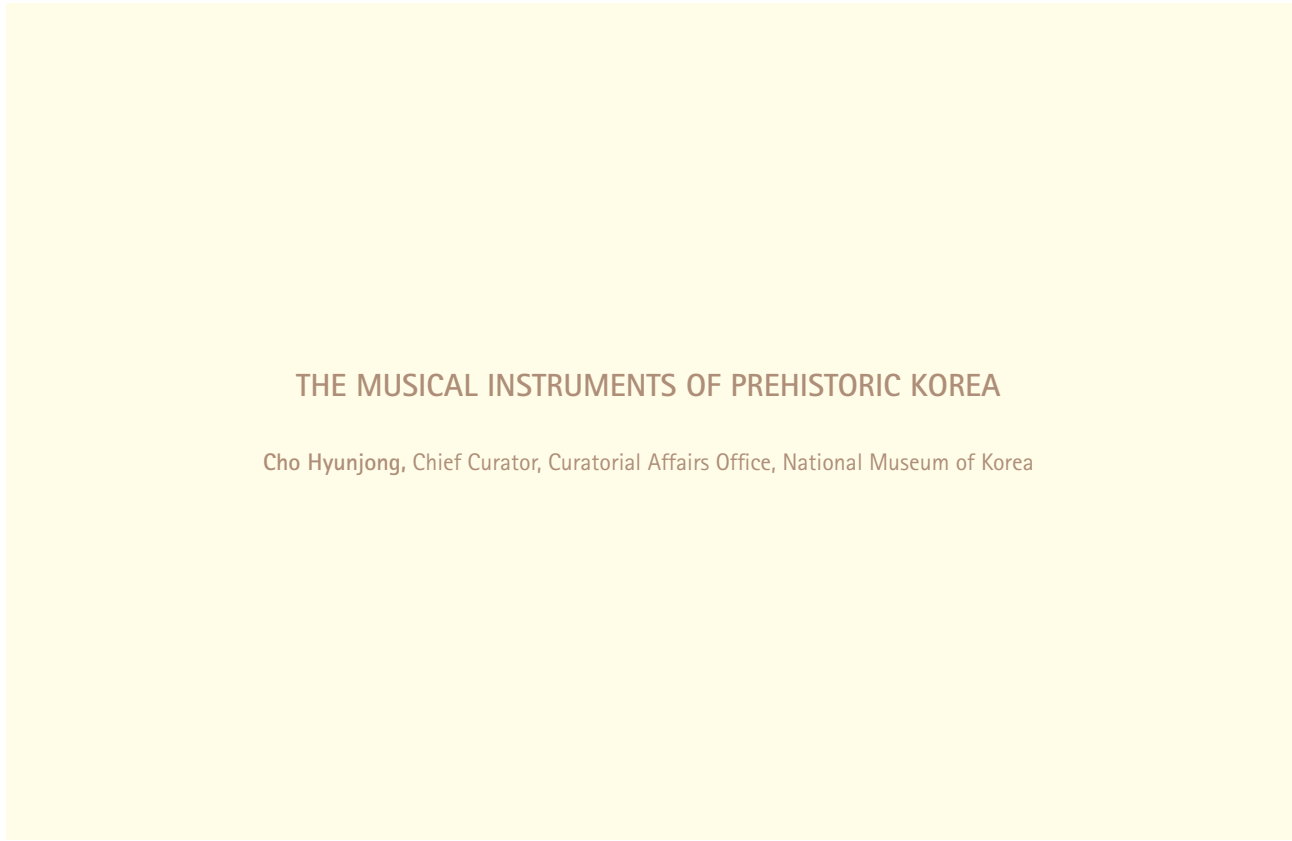 THE MUSICAL INSTRUMENTS OF PREHISTORIC KOREA
Cho Hyunjong, Chief Curator, Curatorial Affairs Office, National Museum of Korea